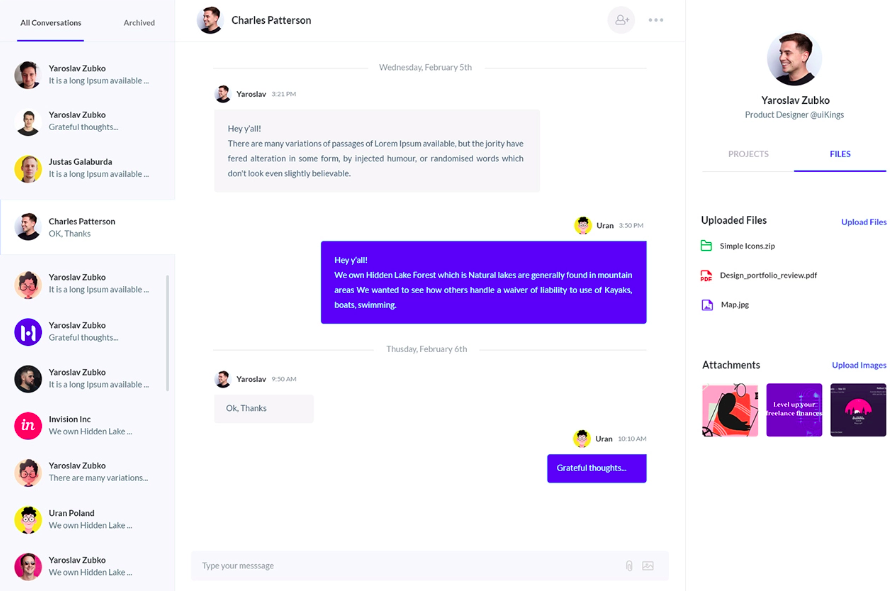 All Conversations
Archived
Yaroslav Zubko
It is a long Ipsum available ...
Yaroslav Zubko
Grateful thoughts...
Justas Galaburda
It is a long Ipsum available ...
Charles Patterson
OK, Thanks
Yaroslav Zubko
It is a long Ipsum available ...
Yaroslav Zubko
Grateful thoughts...
Yaroslav Zubko
It is a long Ipsum available ...
in
Invision Inc
We own Hidden Lake ...
Yaroslav Zubko
There are many variations...
Uran Poland
We own Hidden Lake ...
Yaroslav Zubko
We own Hidden Lake ...
Charles Patterson
Wednesday, February 5th
Yaroslav 3:21 PM
Hey y'all!
There are many variations of passages of Lorem Ipsum available, but the jority have
fered alteration in some form, by injected humour, or randomised words which
don't look even slightly believable.
Uran 3:50 PM
Hey y'all!
We own Hidden Lake Forest which is Natural lakes are generally found in mountain
areas We wanted to see how others handle a waiver of liability to use of Kayaks,
boats, swimming.
Thusday, February 6th
Yaroslav 9:50 AM
Ok, Thanks
Uran 10:10 AM
Grateful thoughts...
Type your messsage
Yaroslav Zubko
Product Designer @uiKings
PROJECTS
FILES
Uploaded Files
Upload Files
Simple Icons.zip
PDF
Design_portfolio_review.pdf
Map.jpg
Attachments
Upload Images
Level up your
freelance finances